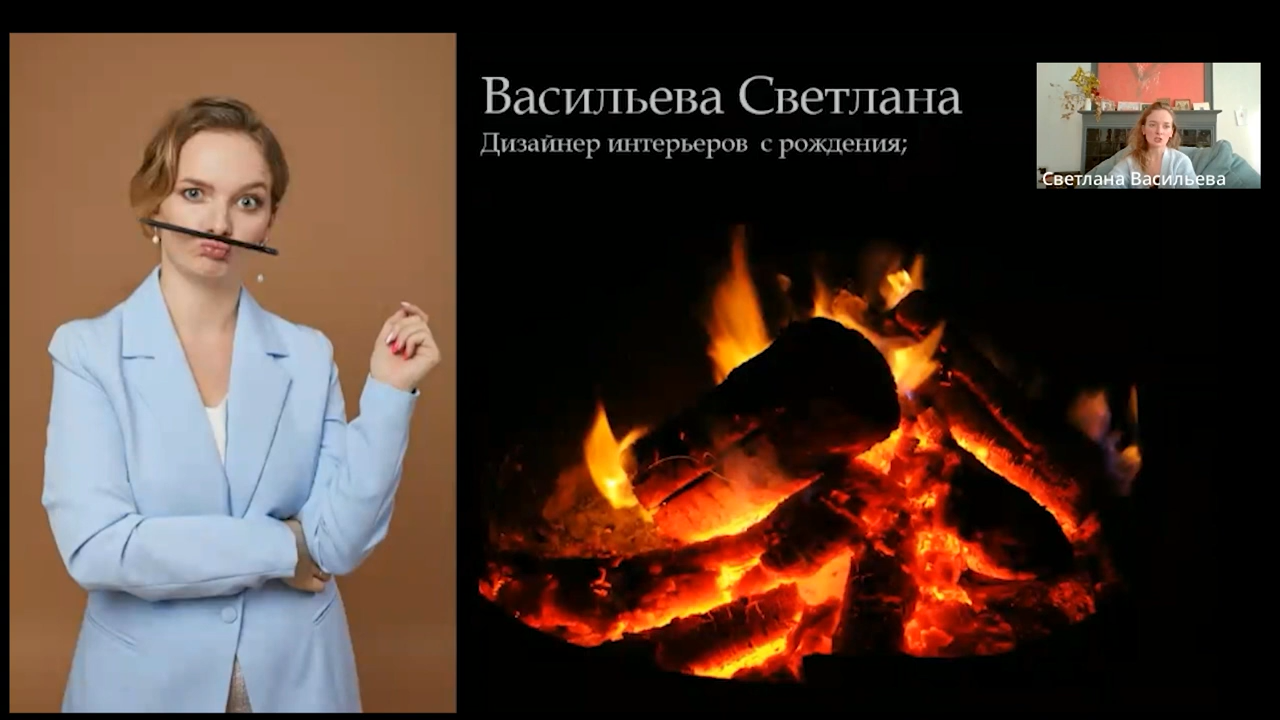 Васильева Светлана
Дизайнер интерьеров с рождения;
Светлана Васильева